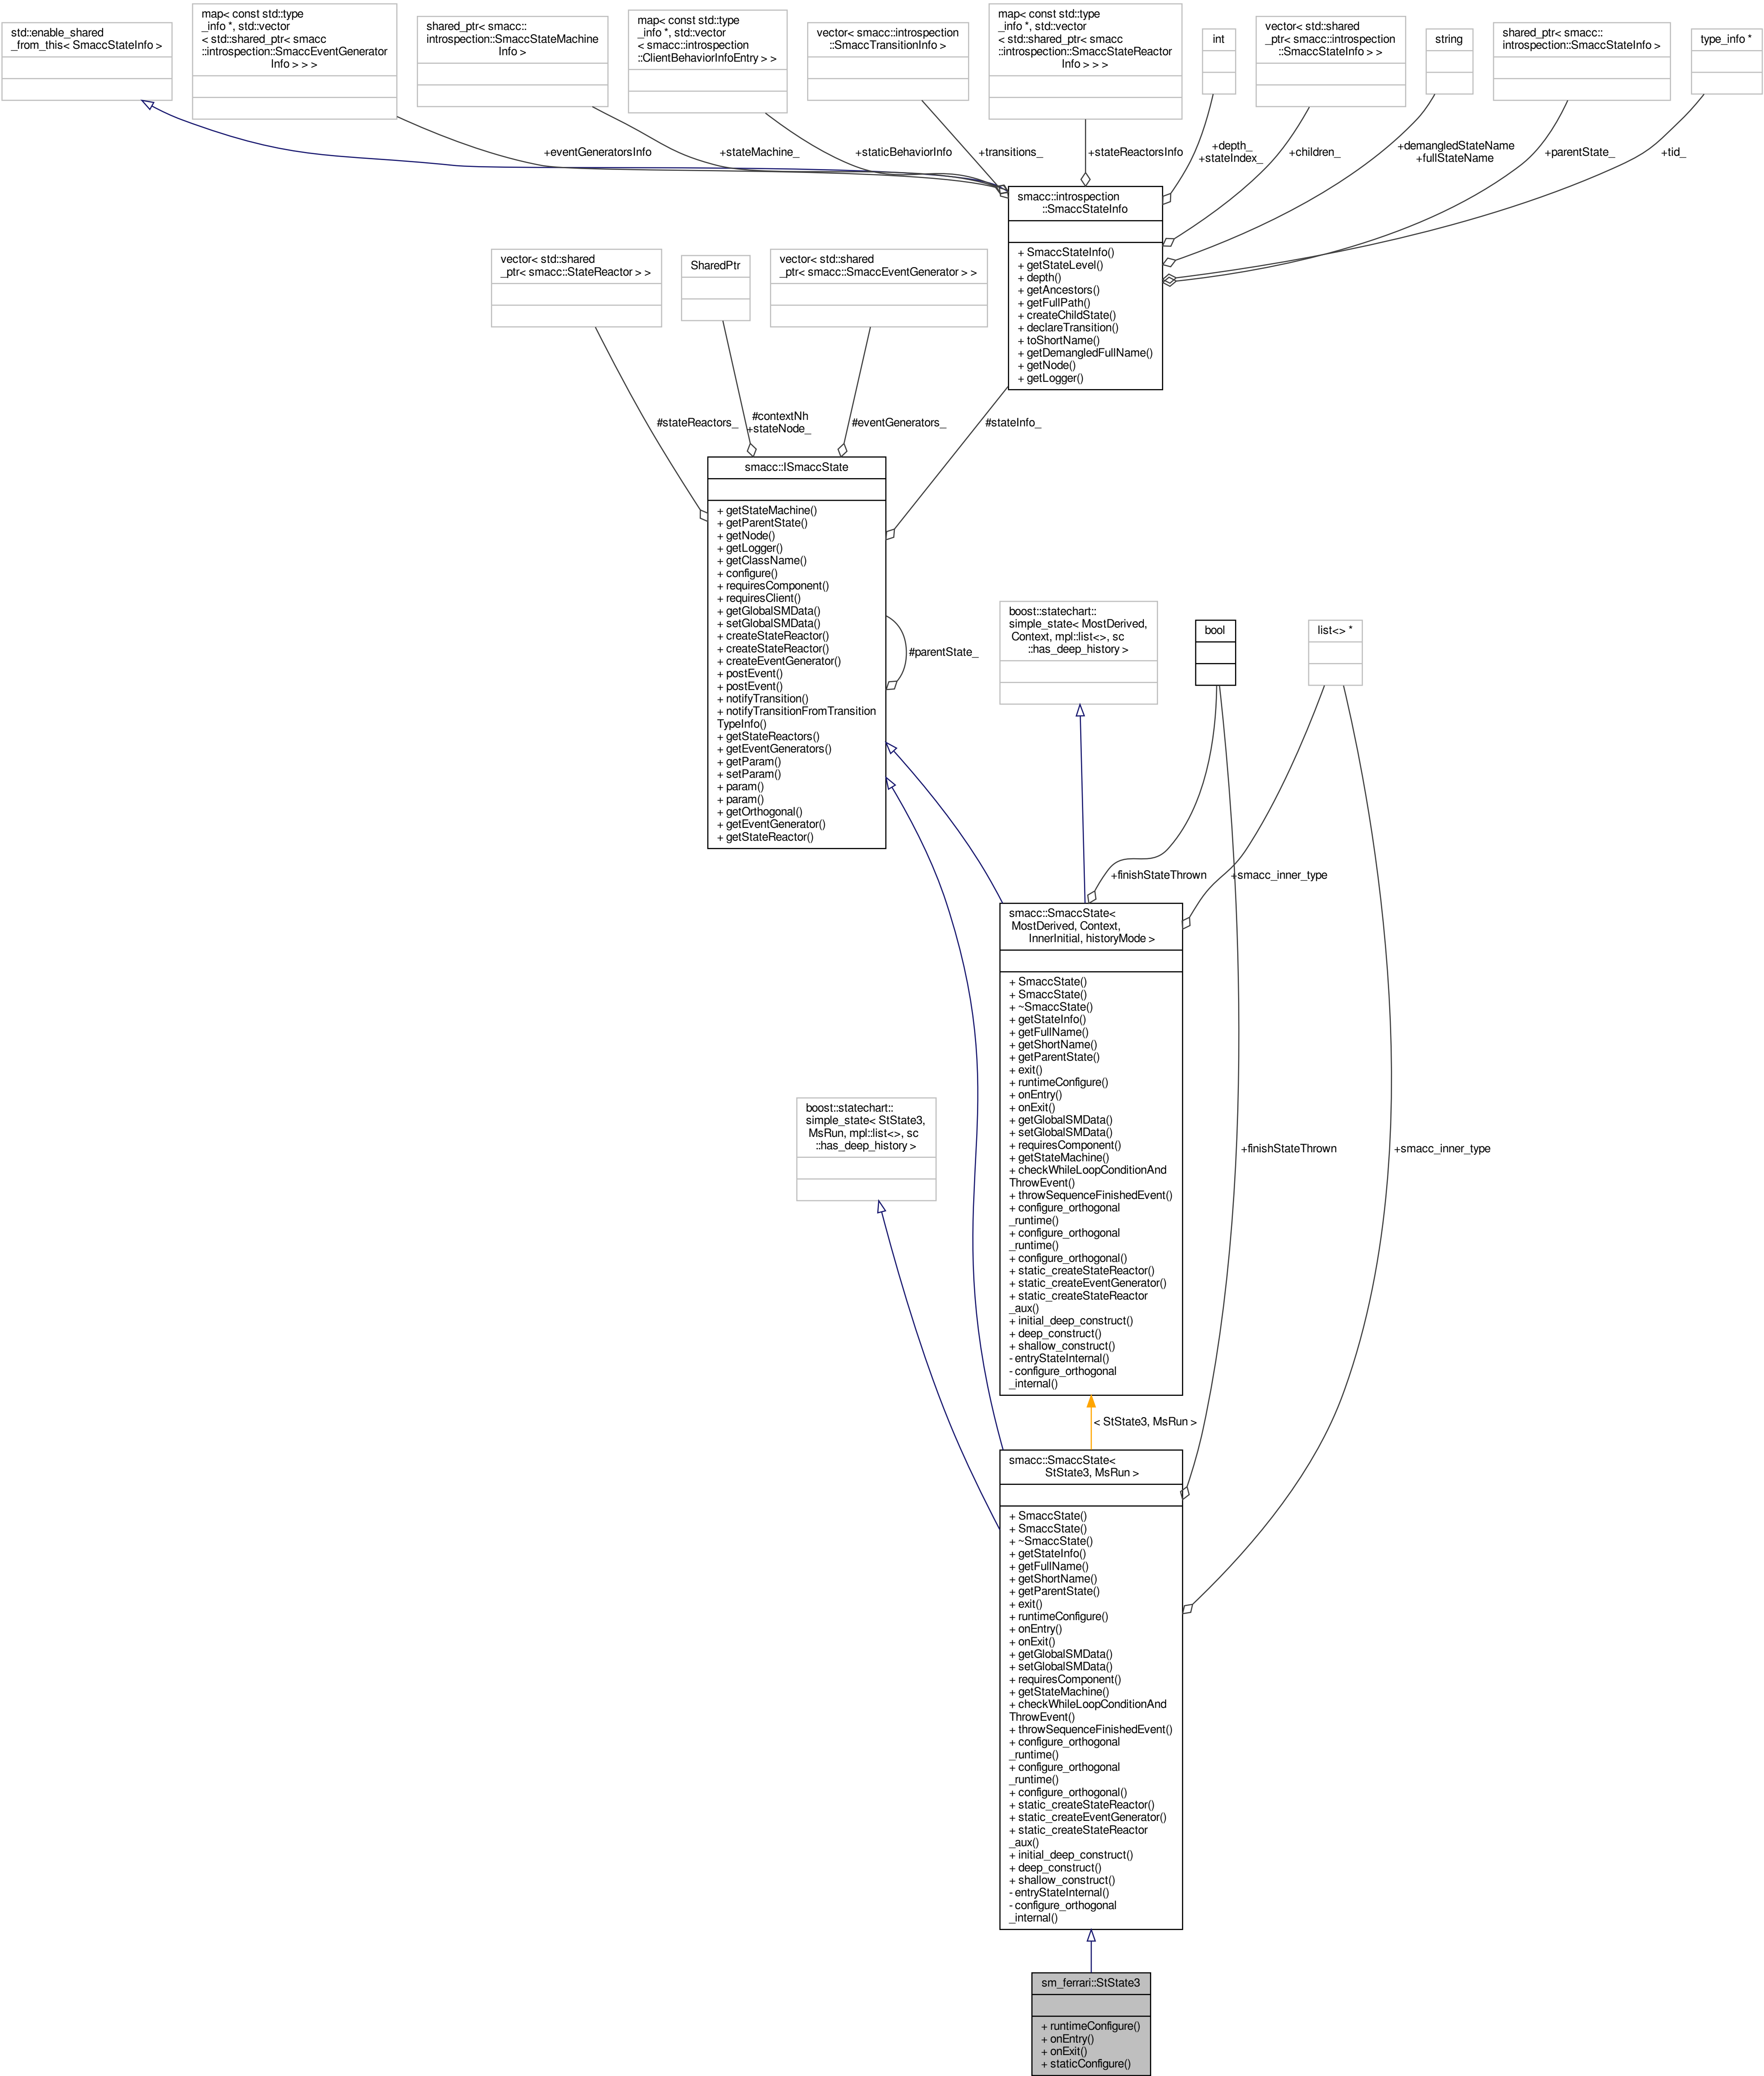 std::enable_shared
_from_this< SmaccStateInfo >
map< const std::type
_info *, std::vector
< std::shared_ptr< smacc
::introspection::SmaccEventGenerator
Info > > >
shared_ptr< smacc::
introspection::SmaccStateMachine
Info >
map< const std::type
_info *, std::vector
< smacc::introspection
::ClientBehaviorInfoEntry > >
vector< smacc::introspection
::SmaccTransitionInfo >
map< const std::type
_info *, std::vector
< std::shared_ptr< smacc
::introspection::SmaccStateReactor
Info > > >
int
vector< std::shared
_ptr< smacc::introspection
::SmaccStateInfo > >
string
shared_ptr< smacc::
introspection::SmaccStateInfo >
type_info *
+eventGeneratorsInfo
+stateMachine_
+staticBehaviorInfo
+transitions_
+stateReactorsInfo
+depth_
+stateIndex_
+children_
+demangledStateName
+fullStateName
+parentState_
+tid_
smacc::introspection
::SmaccStateInfo
+ SmaccStateInfo()
+ getStateLevel()
+ depth()
+ getAncestors()
+ getFullPath()
+ createChildState()
+ declareTransition()
+ toShortName()
+ getDemangledFullName()
+ getNode()
+ getLogger()
vector< std::shared
_ptr< smacc::StateReactor > >
SharedPtr
vector< std::shared
_ptr< smacc::SmaccEventGenerator > >
#stateReactors_
#contextNh
+stateNode_
#eventGenerators_
#stateInfo_
smacc::ISmaccState
+ getStateMachine()
+ getParentState()
+ getNode()
+ getLogger()
+ getClassName()
+ configure()
+ requiresComponent()
+ requiresClient()
+ getGlobalSMData()
+ setGlobalSMData()
+ createStateReactor()
+ createStateReactor()
+ createEventGenerator()
+ postEvent()
+ postEvent()
+ notifyTransition()
+ notifyTransitionFromTransition
TypeInfo()
+ getStateReactors()
+ getEventGenerators()
+ getParam()
+ setParam()
+ param()
+ param()
+ getOrthogonal()
+ getEventGenerator()
+ getStateReactor()
#parentState_
boost::statechart::
simple_state< MostDerived,
Context, mpl::list<>, sc
::has_deep_history >
bool
list<> *
+finishStateThrown
+smacc_inner_type
smacc::SmaccState<
MostDerived, Context,
InnerInitial, historyMode >
+ SmaccState()
+ SmaccState()
+ ~SmaccState()
+ getStateInfo()
+ getFullName()
+ getShortName()
+ getParentState()
+ exit()
+ runtimeConfigure()
+ onEntry()
+ onExit()
+ getGlobalSMData()
+ setGlobalSMData()
+ requiresComponent()
+ getStateMachine()
+ checkWhileLoopConditionAnd
ThrowEvent()
+ throwSequenceFinishedEvent()
+ configure_orthogonal
_runtime()
+ configure_orthogonal
_runtime()
+ configure_orthogonal()
+ static_createStateReactor()
+ static_createEventGenerator()
+ static_createStateReactor
_aux()
+ initial_deep_construct()
+ deep_construct()
+ shallow_construct()
- entryStateInternal()
- configure_orthogonal
_internal()
boost::statechart::
simple_state< StState3,
MsRun, mpl::list<>, sc
::has_deep_history >
+finishStateThrown
+smacc_inner_type
< StState3, MsRun >
smacc::SmaccState<
StState3, MsRun >
+ SmaccState()
+ SmaccState()
+ ~SmaccState()
+ getStateInfo()
+ getFullName()
+ getShortName()
+ getParentState()
+ exit()
+ runtimeConfigure()
+ onEntry()
+ onExit()
+ getGlobalSMData()
+ setGlobalSMData()
+ requiresComponent()
+ getStateMachine()
+ checkWhileLoopConditionAnd
ThrowEvent()
+ throwSequenceFinishedEvent()
+ configure_orthogonal
_runtime()
+ configure_orthogonal
_runtime()
+ configure_orthogonal()
+ static_createStateReactor()
+ static_createEventGenerator()
+ static_createStateReactor
_aux()
+ initial_deep_construct()
+ deep_construct()
+ shallow_construct()
- entryStateInternal()
- configure_orthogonal
_internal()
sm_ferrari::StState3
+ runtimeConfigure()
+ onEntry()
+ onExit()
+ staticConfigure()